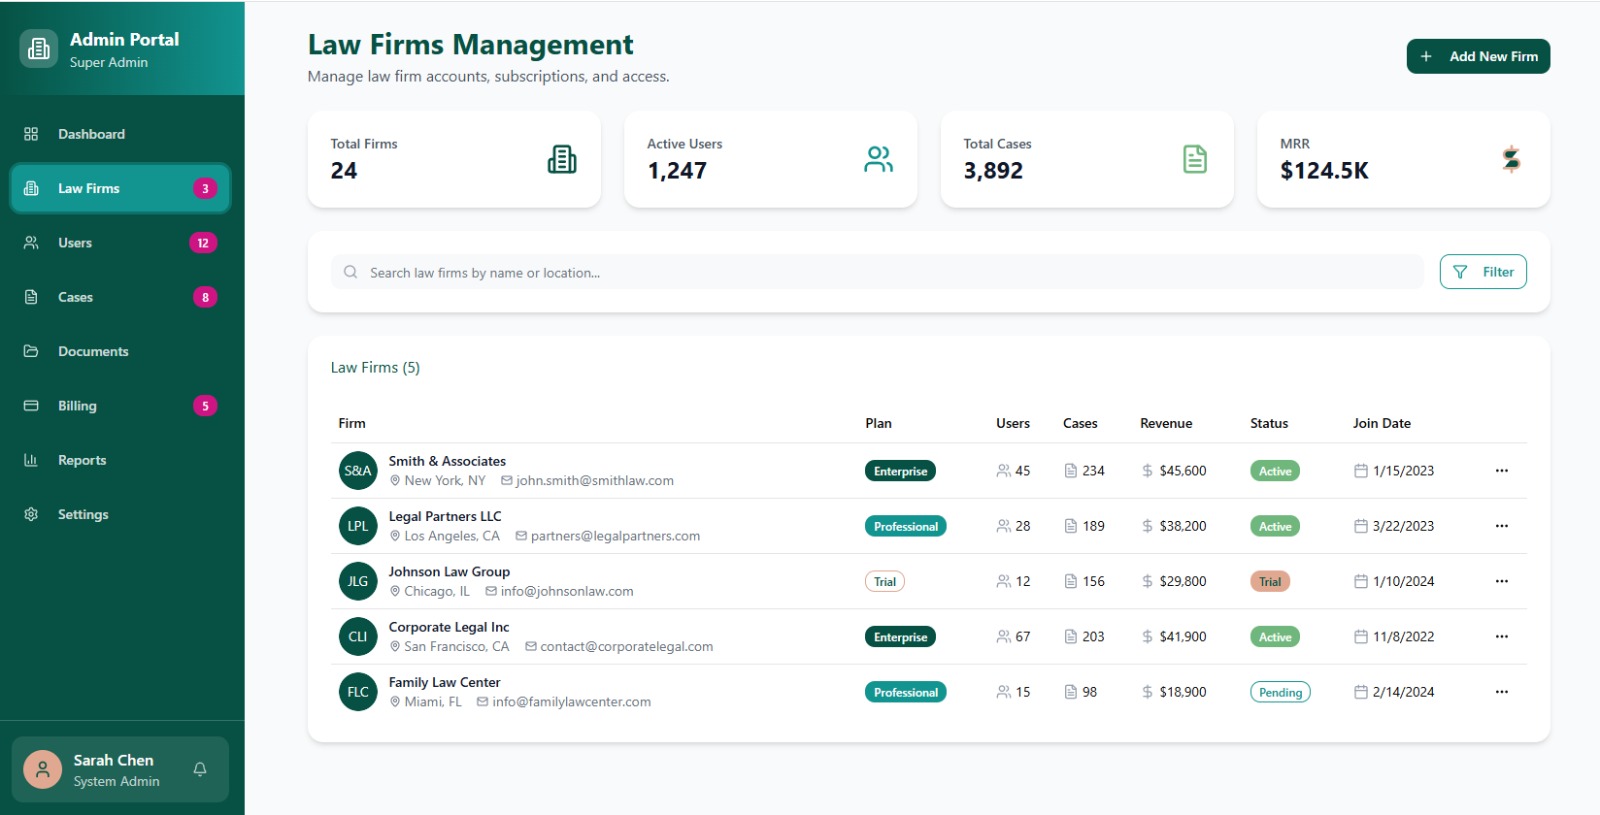 Admin Portal
Super Admin
Dashboard
Law Firms 3
Users 12
Cases 8
Documents
Billing 5
Reports
Settings
Sarah Chen
System Admin
Law Firms Management
Manage law firm accounts, subscriptions, and access.
+ Add New Firm
Total Firms
24
Active Users
1,247
Total Cases
3,892
MRR
$124.5K
Search law firms by name or location...
Filter
Law Firms (5)
Firm Plan Users Cases Revenue Status Join Date
S&A Smith & Associates
New York, NY john.smith@smithlaw.com
Enterprise 45 234 $ $45,600 Active 1/15/2023 ...
LPL Legal Partners LLC
Los Angeles, CA partners@legalpartners.com
Professional 28 189 $ $38,200 Active 3/22/2023 ...
JLG Johnson Law Group
Chicago, IL info@johnsonlaw.com
Trial 12 156 $ $29,800 Trial 1/10/2024 ...
CLI Corporate Legal Inc
San Francisco, CA contact@corporatelegal.com
Enterprise 67 203 $ $41,900 Active 11/8/2022 ...
FLC Family Law Center
Miami, FL info@familylawcenter.com
Professional 15 98 $ $18,900 Pending 2/14/2024 ...